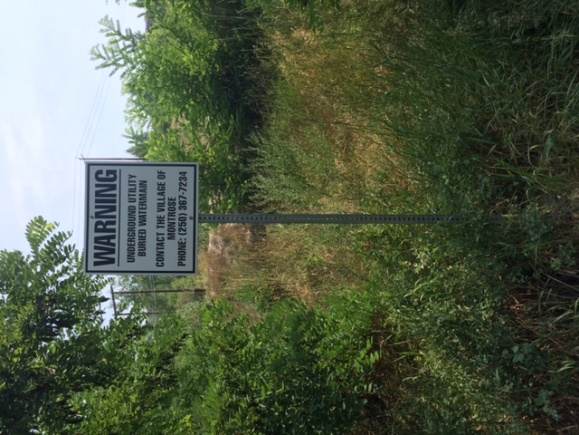 WARNING
UNDERGROUND UTILITY
BURIED WATERMAIN
CONTACT THE VILLAGE OF
MONTROSE
PHONE: (250) 367-7234